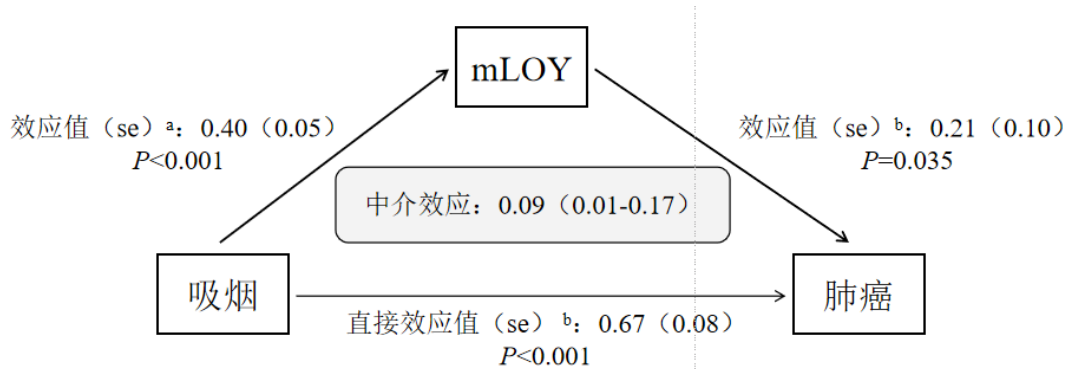 mLOY
效应值（se）ᵃ：0.40（0.05）
P<0.001
效应值（se）ᵇ：0.21（0.10）
P=0.035
中介效应：0.09（0.01-0.17）
吸烟
肺癌
直接效应值（se）ᵇ：0.67（0.08）
P<0.001